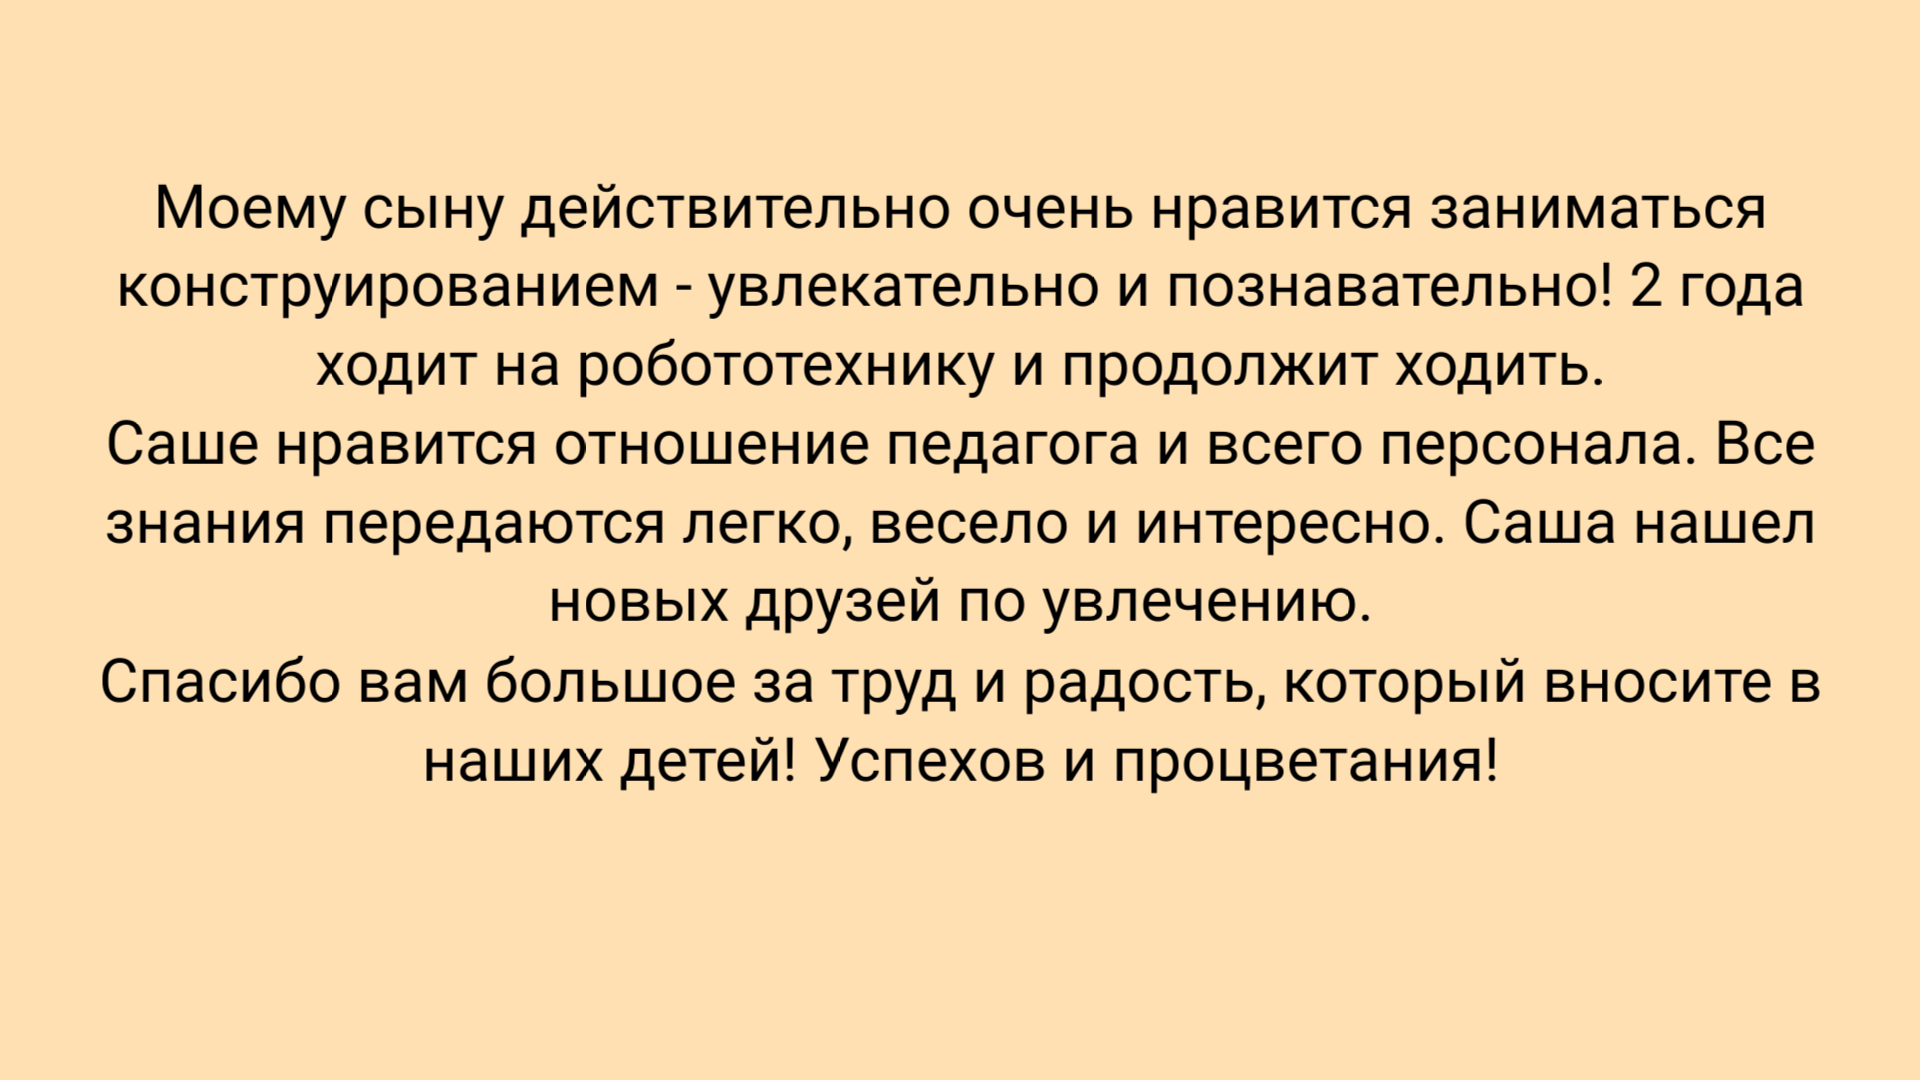 Моему сыну действительно очень нравится заниматься
конструированием - увлекательно и познавательно! 2 года
ходит на робототехнику и продолжит ходить.
Саше нравится отношение педагога и всего персонала. Все
знания передаются легко, весело и интересно. Саша нашел
новых друзей по увлечению.
Спасибо вам большое за труд и радость, который вносите в
наших детей! Успехов и процветания!